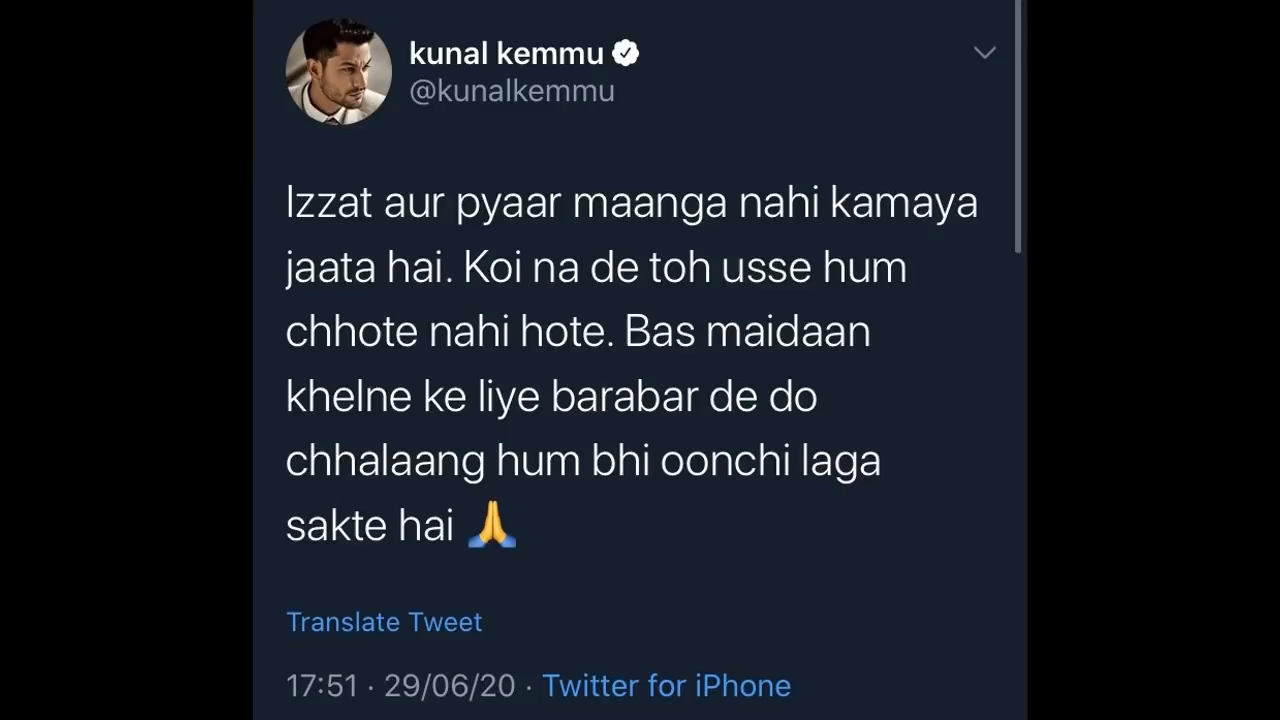 kunal kemmu
@kunalkemmu
Izzat aur pyaar maanga nahi kamaya
jaata hai. Koi na de toh usse hum
chhote nahi hote. Bas maidaan
khelne ke liye barabar de do
chhalaang hum bhi oonchi laga
sakte hai 🙏
Translate Tweet
17:51 · 29/06/20 · Twitter for iPhone